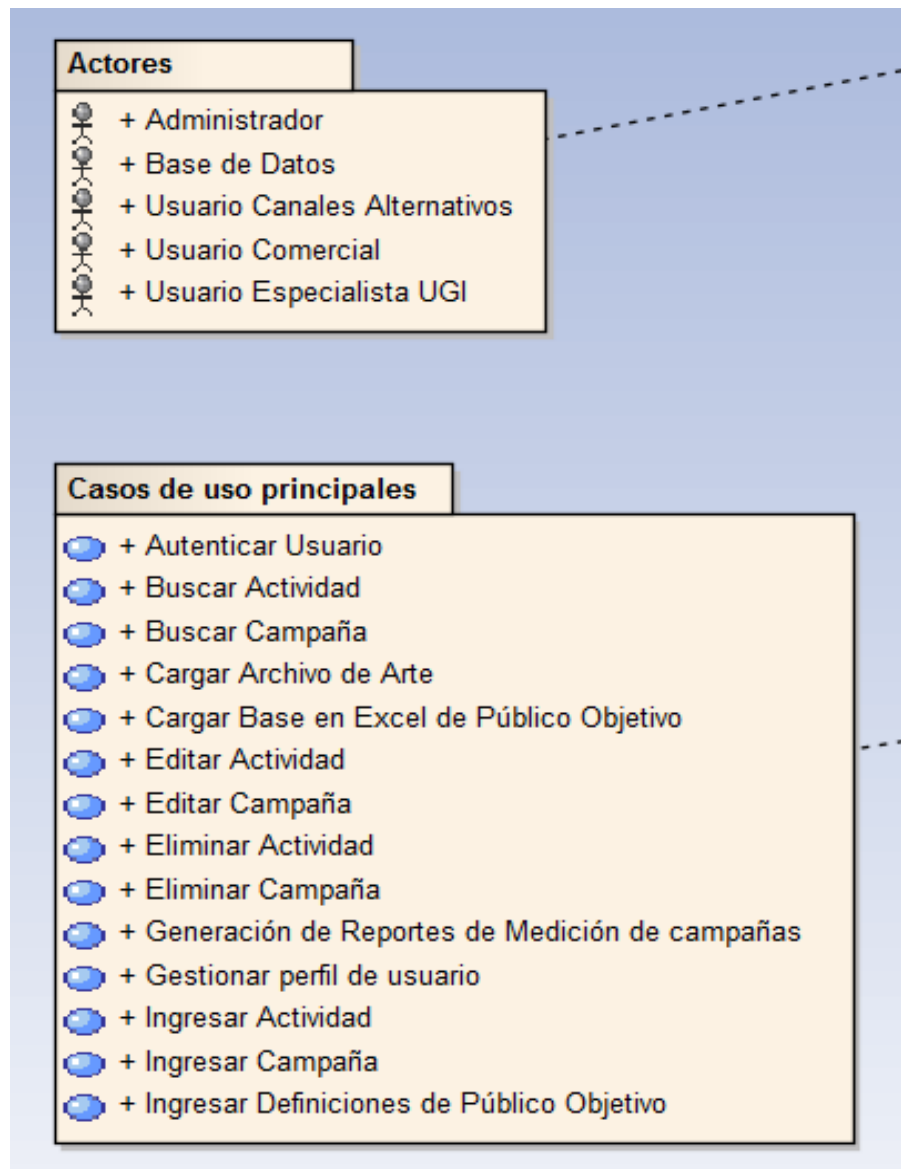 Actores
+ Administrador
+ Base de Datos
+ Usuario Canales Alternativos
+ Usuario Comercial
+ Usuario Especialista UGI
Casos de uso principales
+ Autenticar Usuario
+ Buscar Actividad
+ Buscar Campaña
+ Cargar Archivo de Arte
+ Cargar Base en Excel de Público Objetivo
+ Editar Actividad
+ Editar Campaña
+ Eliminar Actividad
+ Eliminar Campaña
+ Generación de Reportes de Medición de campañas
+ Gestionar perfil de usuario
+ Ingresar Actividad
+ Ingresar Campaña
+ Ingresar Definiciones de Público Objetivo